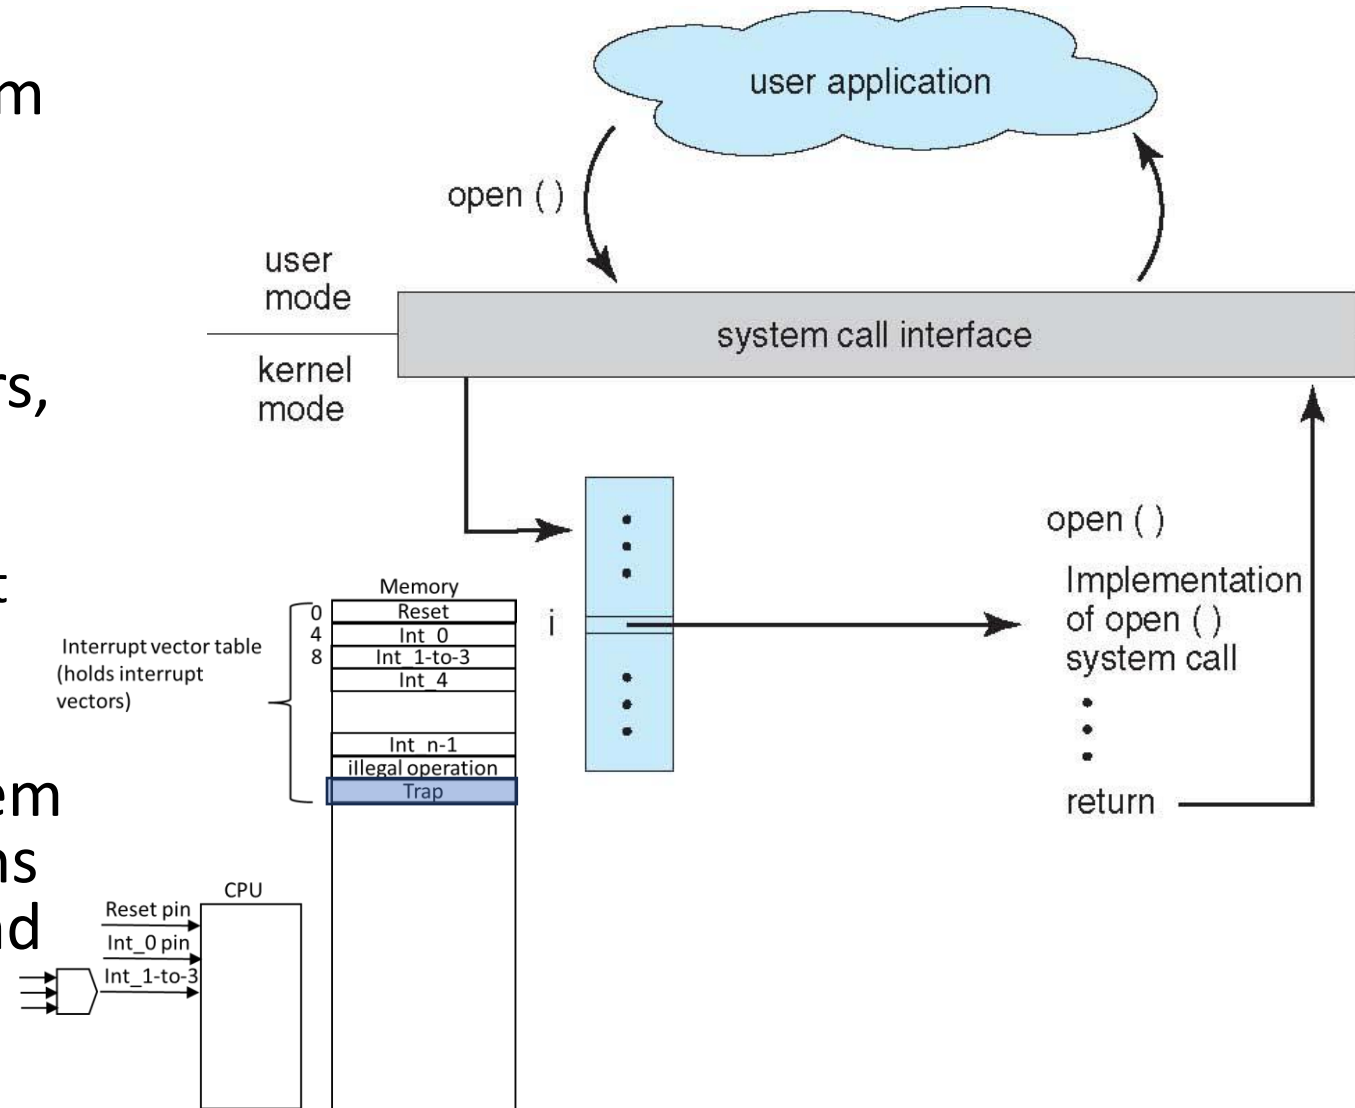 m
rs,
t
em
ns
nd
user application
open ( )
user
mode
system call interface
kernel
mode
i
open ( )
Implementation
of open ( )
system call
return
Memory
0
Reset
4
Int_0
8
Int_1-to-3
Int_4
Int_n-1
illegal operation
Trap
Interrupt vector table
(holds interrupt
vectors)
CPU
Reset pin
Int_0 pin
Int_1-to-3